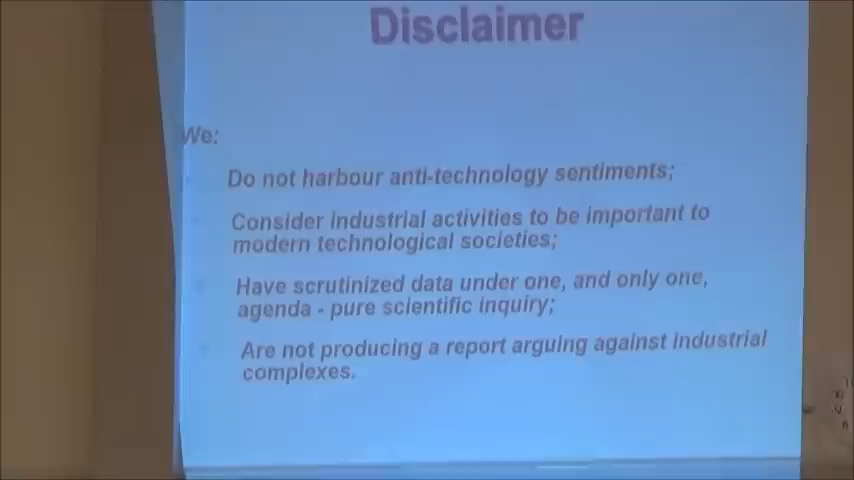 Disclaimer
We:
Do not harbour anti-technology sentiments;
Consider industrial activities to be important to
modern technological societies;
Have scrutinized data under one, and only one,
agenda - pure scientific inquiry;
Are not producing a report arguing against industrial
complexes.